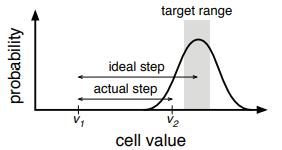 target range
probability
ideal step
actual step
v1
v2
cell value